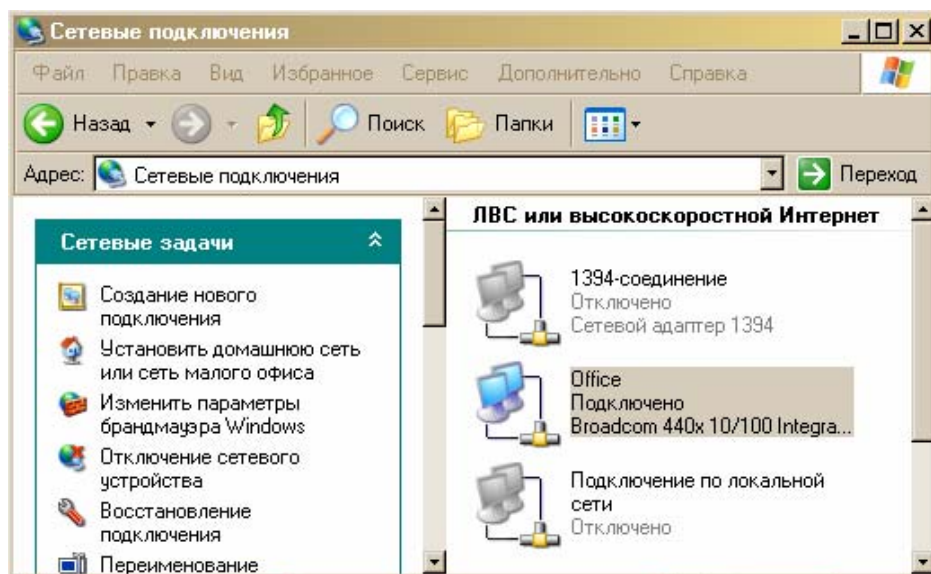 Сетевые подключения
Файл Правка Вид Избранное Сервис Дополнительно Справка
Назад Поиск Папки
Адрес: Сетевые подключения Переход
Сетевые задачи
Создание нового
подключения
Установить домашнюю сеть
или сеть малого офиса
Изменить параметры
брандмауэра Windows
Отключение сетевого
устройства
Восстановление
подключения
Переименование
ЛВС или высокоскоростной Интернет
1394-соединение
Отключено
Сетевой адаптер 1394
Office
Подключено
Broadcom 440x 10/100 Integra...
Подключение по локальной
сети
Отключено